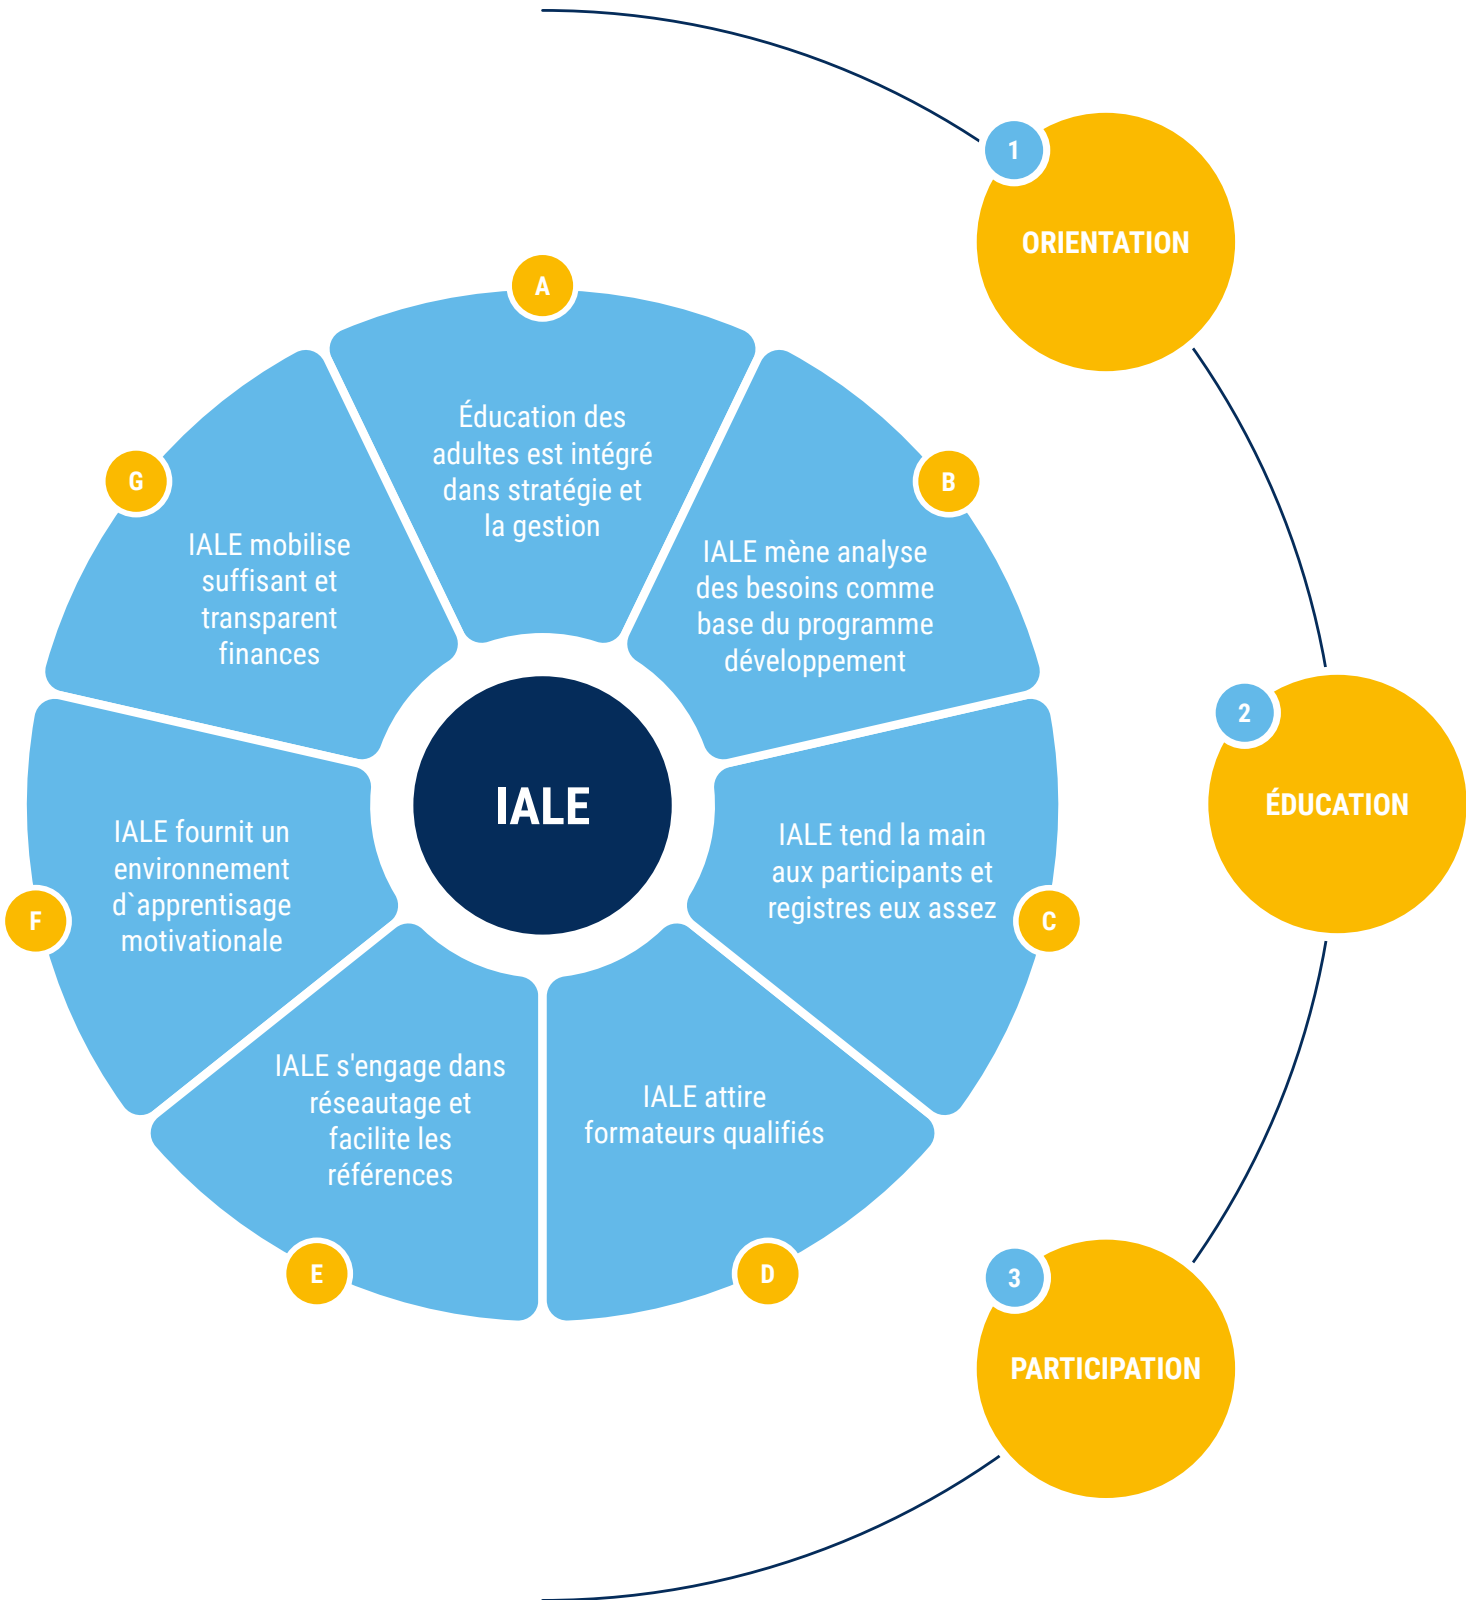 1
ORIENTATION
A
Éducation des
adultes est intégré
dans stratégie et
la gestion
B
IALE mène analyse
des besoins comme
base du programme
développement
G
IALE mobilise
suffisant et
transparent
finances
IALE
2
ÉDUCATION
IALE tend la main
aux participants et
registres eux assez
C
IALE fournit un
environnement
d`apprentisage
motivationale
F
IALE s'engage dans
réseautage et
facilite les
références
E
IALE attire
formateurs qualifiés
D
3
PARTICIPATION